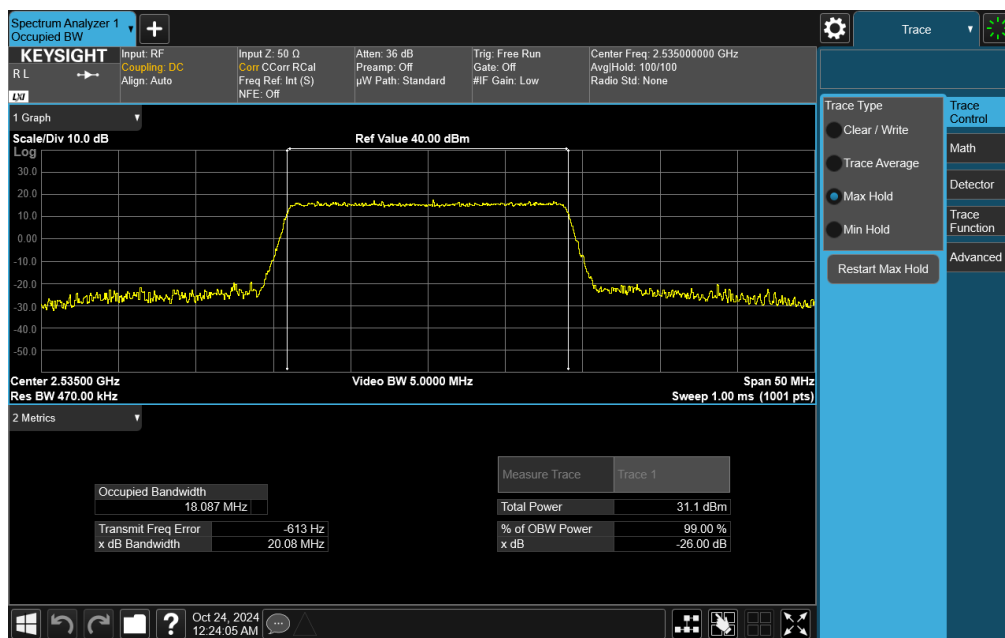 Spectrum Analyzer 1
Occupied BW
Trace
KEYSIGHT
R L
LXI
Input: RF
Coupling: DC
Align: Auto
Input Z: 50 Ω
Corr CCorr RCal
Freq Ref: Int (S)
NFE: Off
Atten: 36 dB
Preamp: Off
µW Path: Standard
Trig: Free Run
Gate: Off
#IF Gain: Low
Center Freq: 2.535000000 GHz
Avg|Hold: 100/100
Radio Std: None
1 Graph
Scale/Div 10.0 dB
Ref Value 40.00 dBm
Log
30.0
20.0
10.0
0.00
-10.0
-20.0
-30.0
-40.0
-50.0
Center 2.53500 GHz
Video BW 5.0000 MHz
Span 50 MHz
Res BW 470.00 kHz
Sweep 1.00 ms (1001 pts)
2 Metrics
Measure Trace
Trace 1
Occupied Bandwidth
18.087 MHz
Total Power
31.1 dBm
Transmit Freq Error
-613 Hz
% of OBW Power
99.00 %
x dB Bandwidth
20.08 MHz
x dB
-26.00 dB
Trace Type
Clear / Write
Trace Average
Max Hold
Min Hold
Restart Max Hold
Trace
Control
Math
Detector
Trace
Function
Advanced
?
Oct 24, 2024
12:24:05 AM